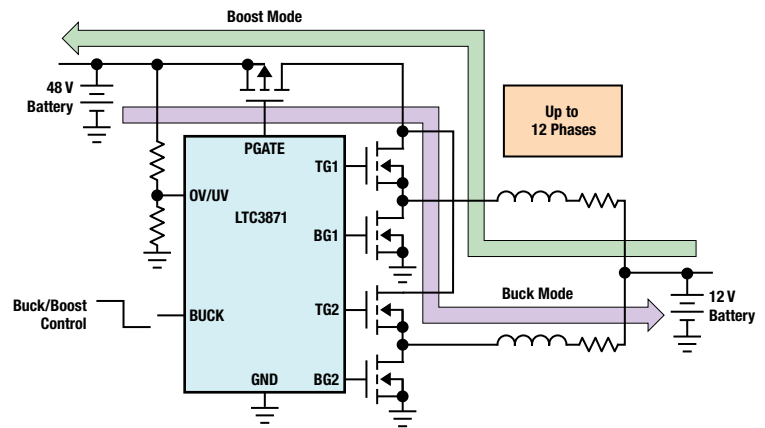 Boost Mode
48 V
Battery
Up to
12 Phases
PGATE
TG1
OV/UV
LTC3871
BG1
Buck Mode
12 V
Battery
Buck/Boost
Control
BUCK
TG2
GND
BG2